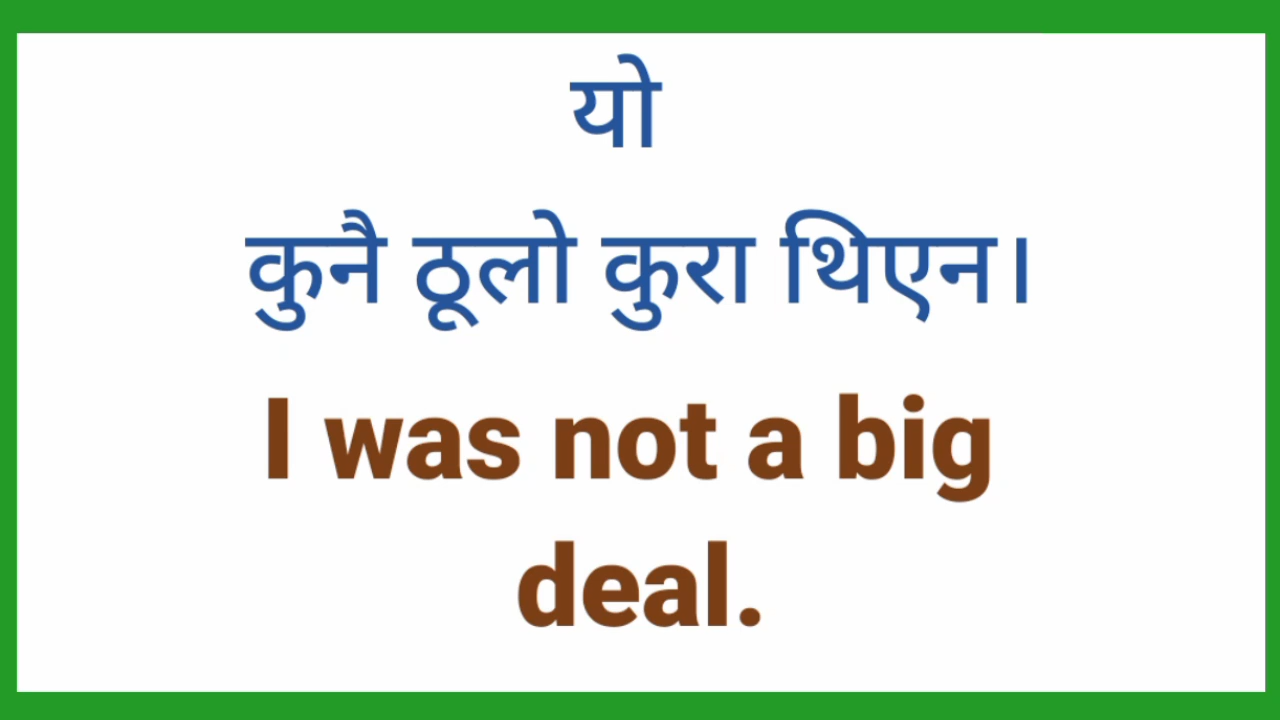 यो
कुनै ठूलो कुरा थिएन।
I was not a big
deal.